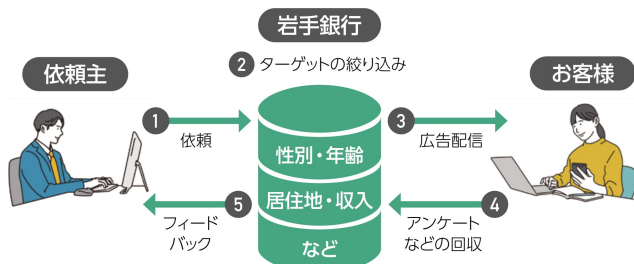 岩手銀行
2 ターゲットの絞り込み
依頼主
お客様
1
依頼
3
広告配信
性別・年齢
居住地・収入
など
5
フィード
バック
4
アンケート
などの回収